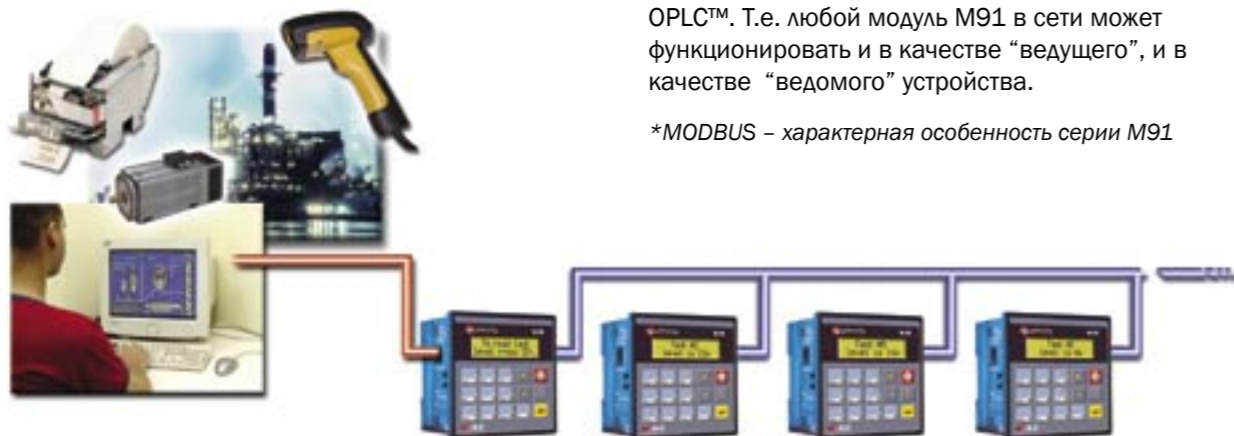 OPLC™. Т.е. любой модуль M91 в сети может
функционировать и в качестве “ведущего”, и в
качестве “ведомого” устройства.
*MODBUS – характерная особенность серии M91